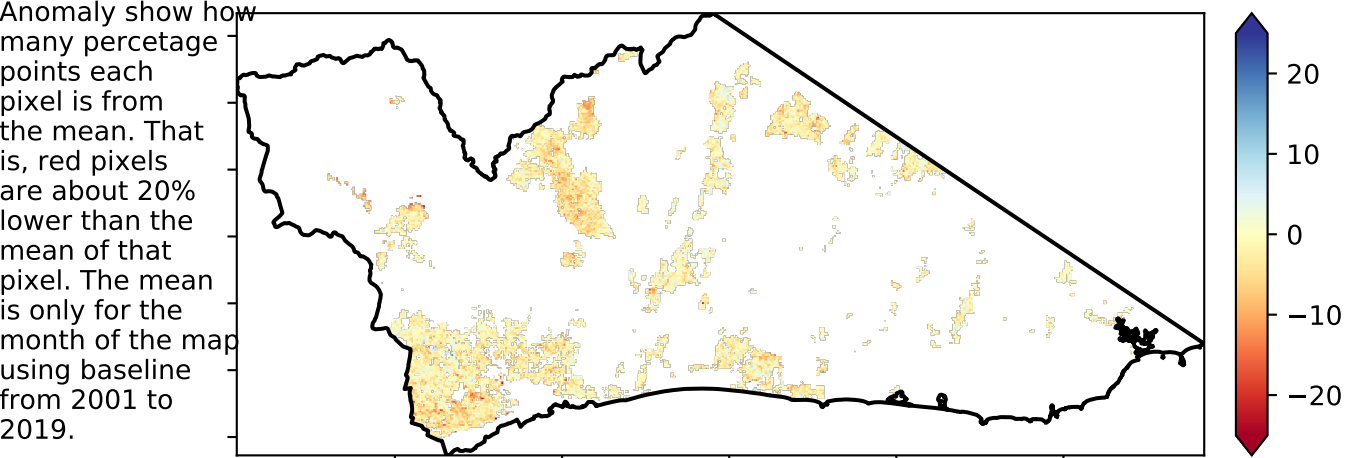 Anomaly show how
many percetage
points each
pixel is from
the mean. That
is, red pixels
are about 20%
lower than the
mean of that
pixel. The mean
is only for the
month of the map
using baseline
from 2001 to
2019.
20
10
0
−10
−20